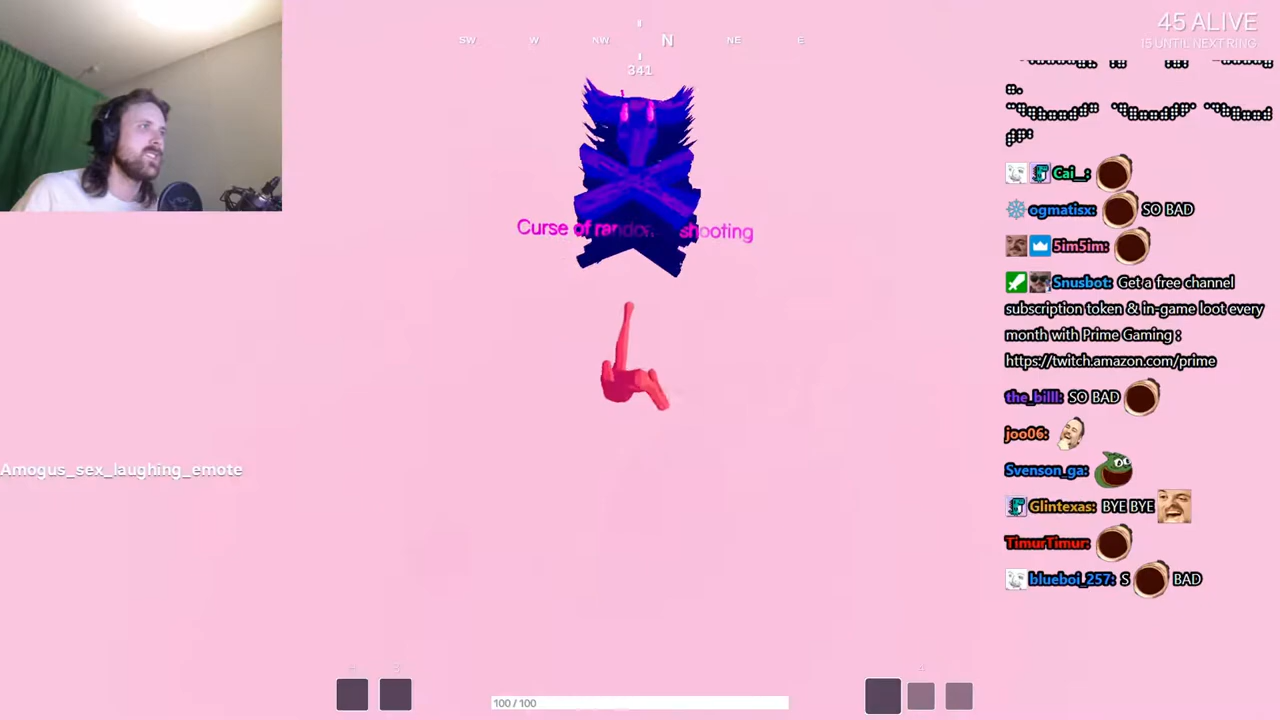 45 ALIVE
15 UNTIL NEXT RING
SW W NW N NE E
341
Curse of random shooting
Cai__:
ogmatisx: SO BAD
5im5im:
Snusbot: Get a free channel
subscription token & in-game loot every
month with Prime Gaming :
https://twitch.amazon.com/prime
the_billl: SO BAD
joo06:
Svenson_ga:
Glintexas: BYE BYE
TimurTimur:
blueboi_257: S BAD
Amogus_sex_laughing_emote
100 / 100